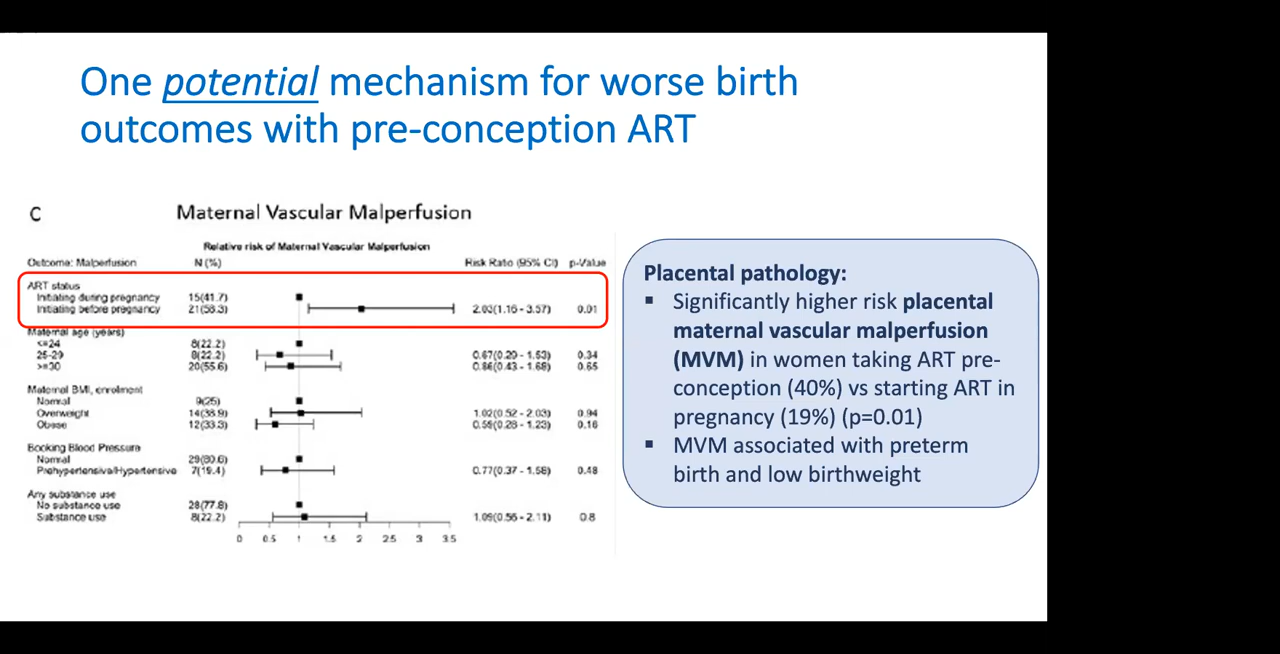 One potential mechanism for worse birth
outcomes with pre-conception ART
C
Maternal Vascular Malperfusion
Relative risk of Maternal Vascular Malperfusion
Outcome: Malperfusion N (%) Risk Ratio (95% CI) p-Value
ART status
Initiating during pregnancy 15(41.7)
Initiating before pregnancy 21(58.3) 2.03(1.16 - 3.57) 0.01
Maternal age (years)
<=24 8(22.2)
25-29 8(22.2) 0.67(0.29 - 1.53) 0.34
>=30 20(55.6) 0.86(0.43 - 1.68) 0.65
Maternal BMI, enrolment
Normal 9(25)
Overweight 14(38.9) 1.02(0.52 - 2.03) 0.94
Obese 12(33.3) 0.59(0.28 - 1.23) 0.16
Booking Blood Pressure
Normal 29(80.6)
Prehypertensive/Hypertensive 7(19.4) 0.77(0.37 - 1.58) 0.48
Any substance use
No substance use 28(77.8)
Substance use 8(22.2) 1.09(0.56 - 2.11) 0.8
0 0.5 1 1.5 2 2.5 3 3.5
Placental pathology:
▪ Significantly higher risk placental
maternal vascular malperfusion
(MVM) in women taking ART pre-
conception (40%) vs starting ART in
pregnancy (19%) (p=0.01)
▪ MVM associated with preterm
birth and low birthweight